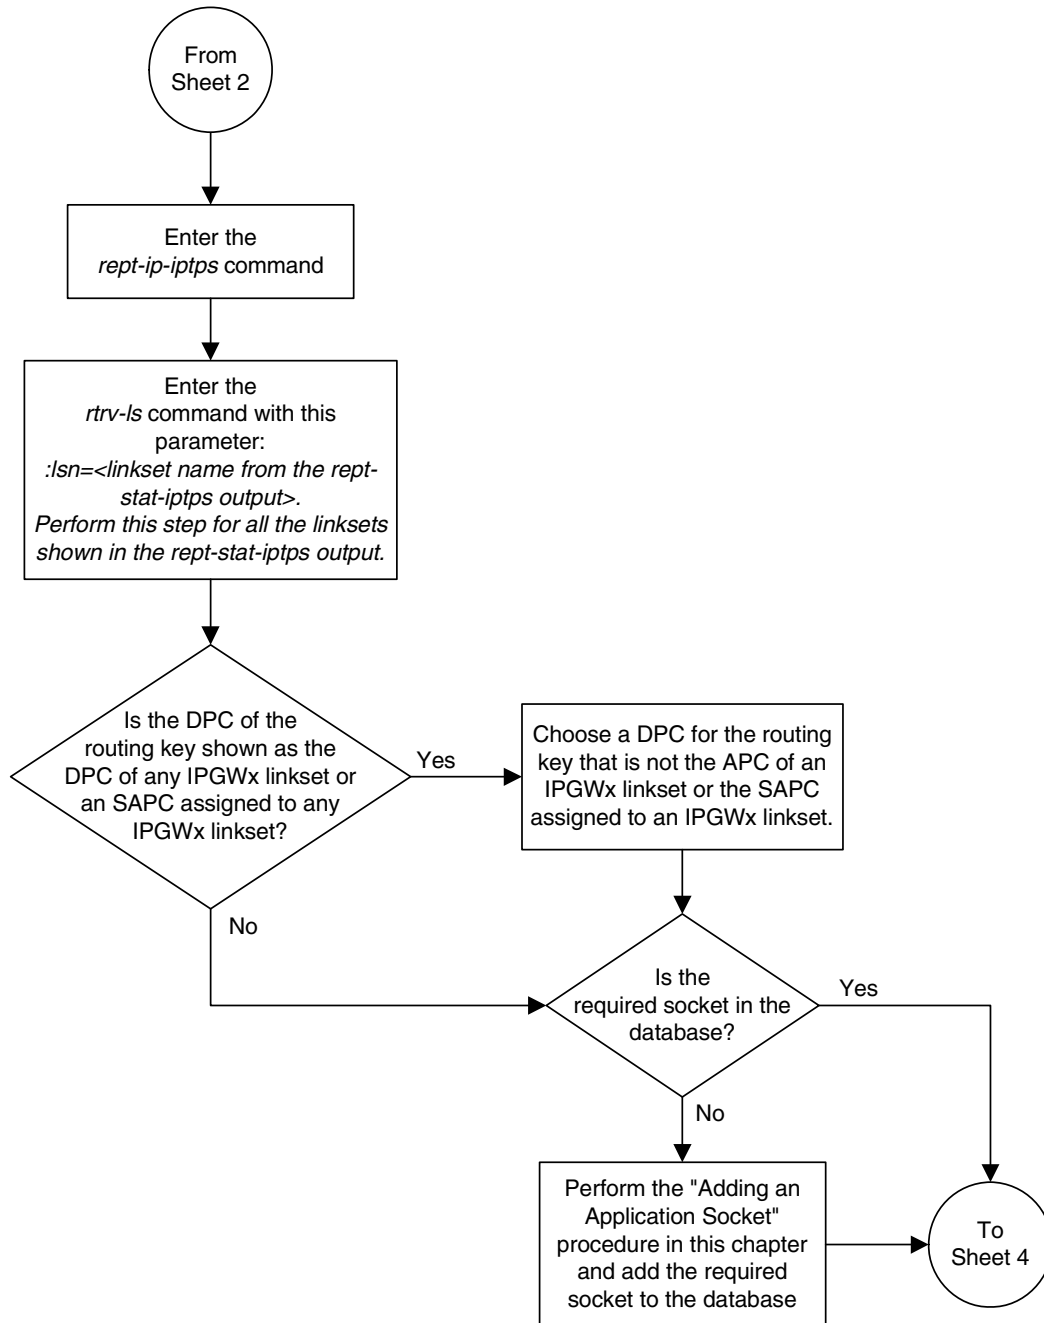 From
Sheet 2
Enter the
rept-ip-iptps command
Enter the
rtrv-ls command with this
parameter:
:lsn=<linkset name from the rept-
stat-iptps output>.
Perform this step for all the linksets
shown in the rept-stat-iptps output.
Is the DPC of the
routing key shown as the
DPC of any IPGWx linkset or
an SAPC assigned to any
IPGWx linkset?
Yes
Choose a DPC for the routing
key that is not the APC of an
IPGWx linkset or the SAPC
assigned to an IPGWx linkset.
No
Is the
required socket in the
database?
Yes
No
Perform the "Adding an
Application Socket"
procedure in this chapter
and add the required
socket to the database
To
Sheet 4